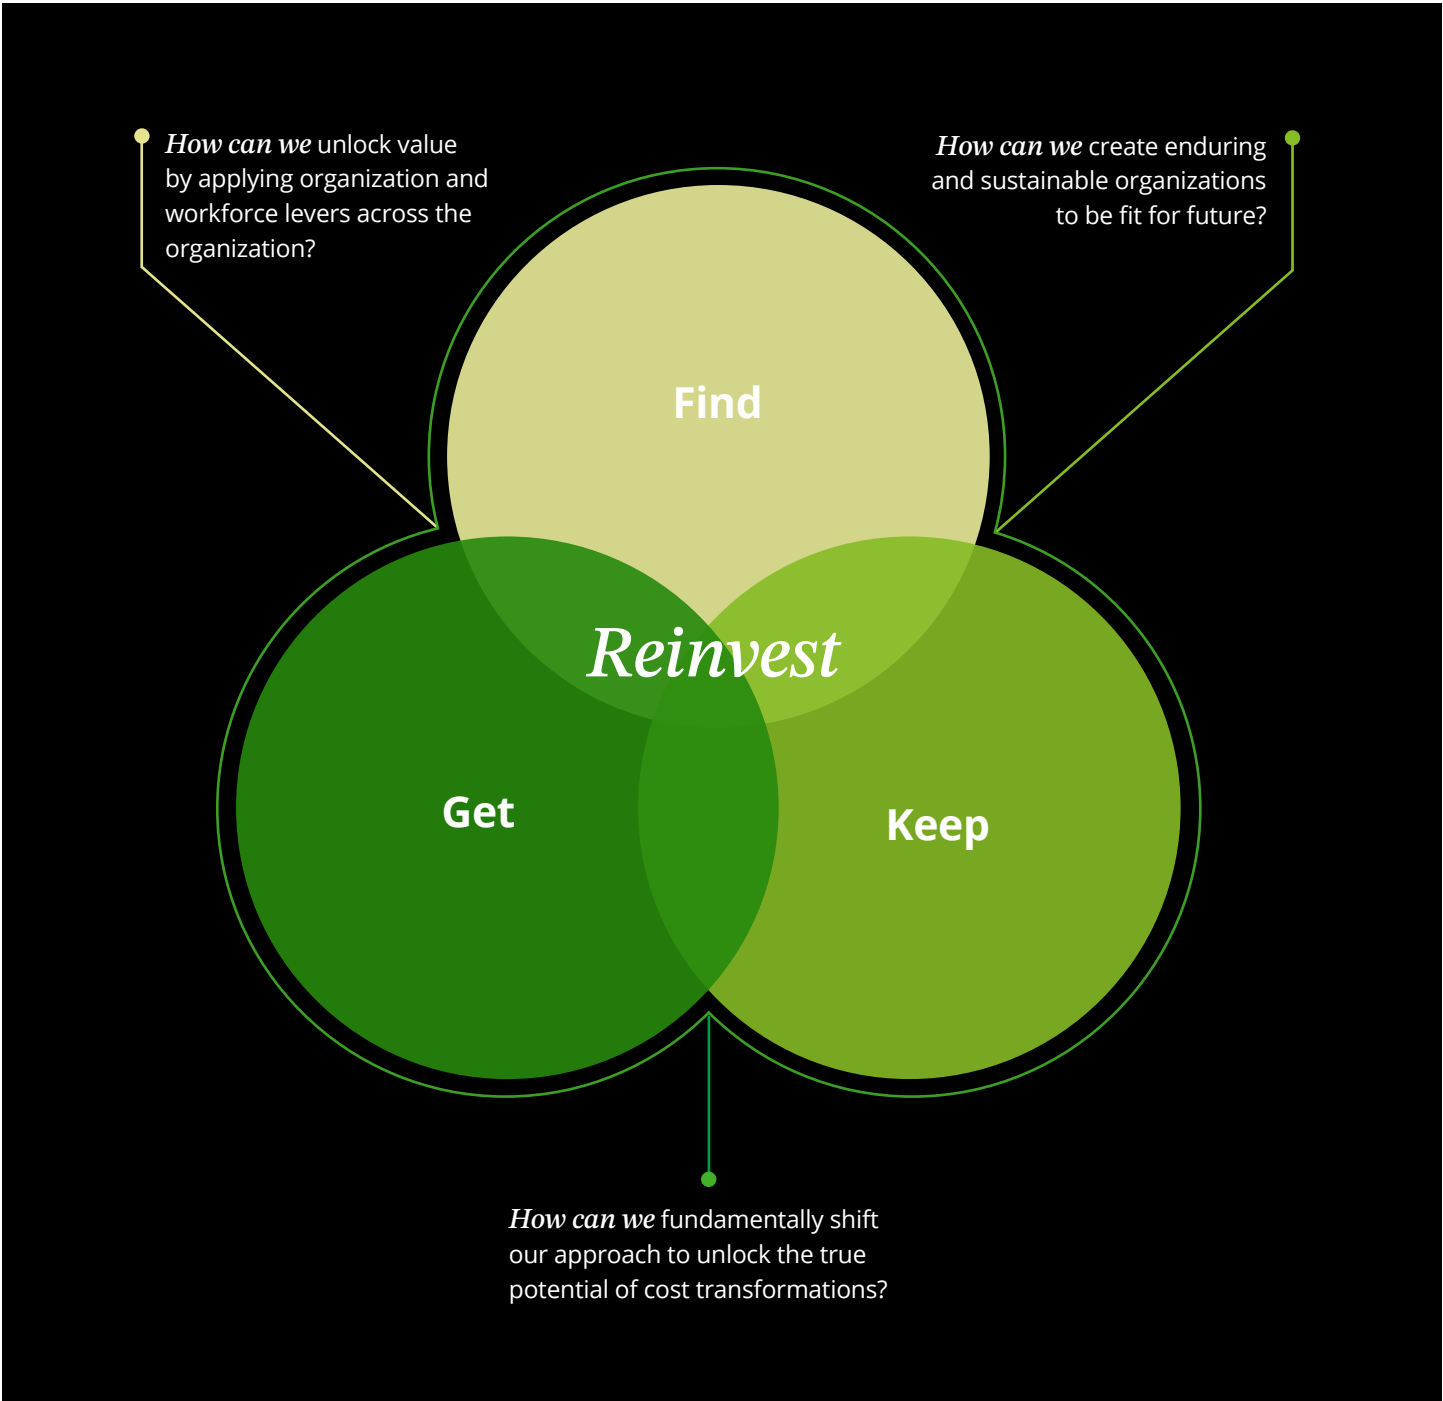 How can we unlock value
by applying organization and
workforce levers across the
organization?
How can we create enduring
and sustainable organizations
to be fit for future?
Find
Reinvest
Get
Keep
How can we fundamentally shift
our approach to unlock the true
potential of cost transformations?